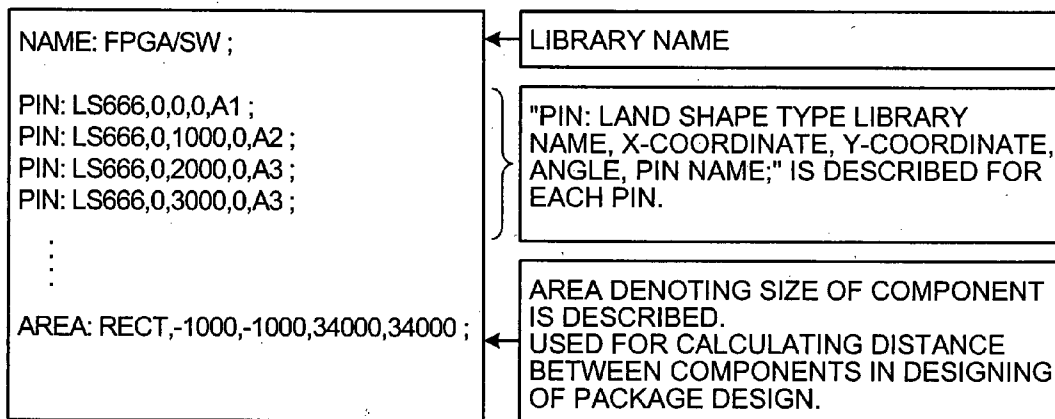 NAME: FPGA/SW ;
PIN: LS666,0,0,0,A1 ;
PIN: LS666,0,1000,0,A2 ;
PIN: LS666,0,2000,0,A3 ;
PIN: LS666,0,3000,0,A3 ;
AREA: RECT,-1000,-1000,34000,34000 ;
LIBRARY NAME
"PIN: LAND SHAPE TYPE LIBRARY
NAME, X-COORDINATE, Y-COORDINATE,
ANGLE, PIN NAME;" IS DESCRIBED FOR
EACH PIN.
AREA DENOTING SIZE OF COMPONENT
IS DESCRIBED.
USED FOR CALCULATING DISTANCE
BETWEEN COMPONENTS IN DESIGNING
OF PACKAGE DESIGN.